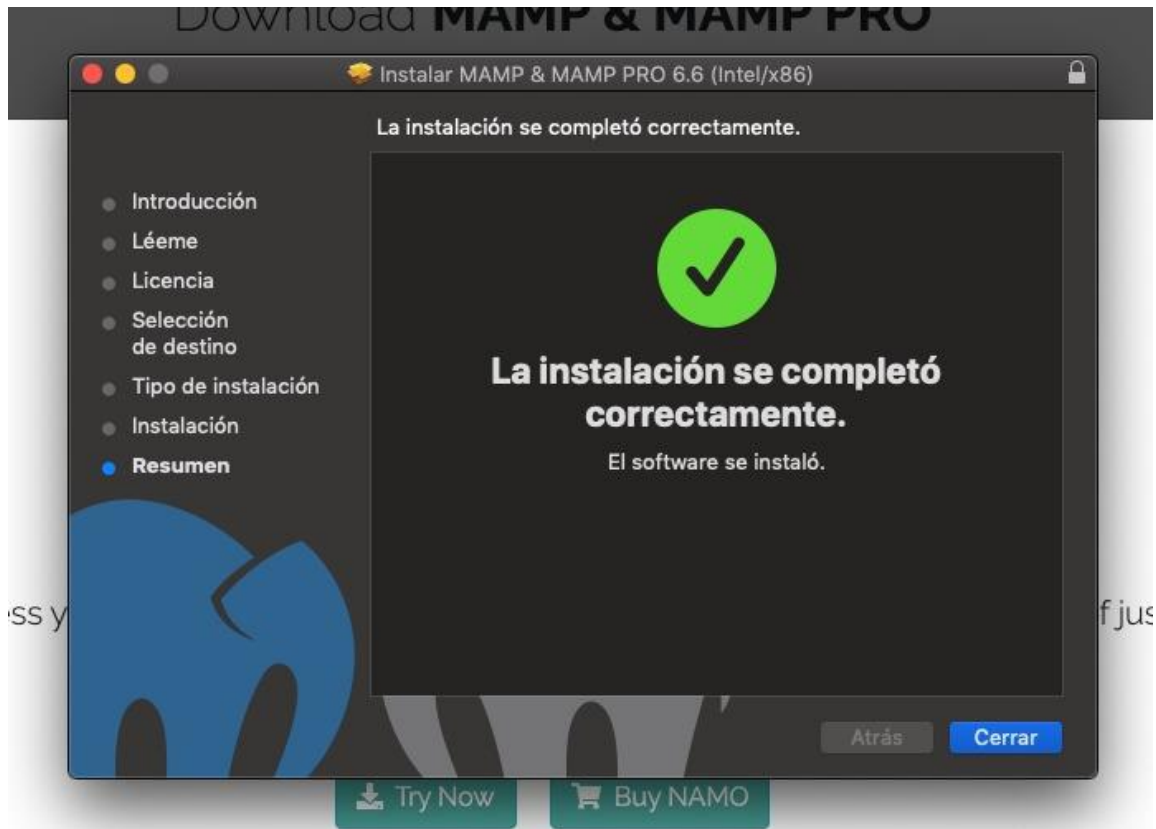 Download MAMP & MAMP PRO
Instalar MAMP & MAMP PRO 6.6 (Intel/x86)
La instalación se completó correctamente.
Introducción
Léeme
Licencia
Selección
de destino
Tipo de instalación
Instalación
Resumen
La instalación se completó
correctamente.
El software se instaló.
Atrás
Cerrar
Try Now
Buy NAMO